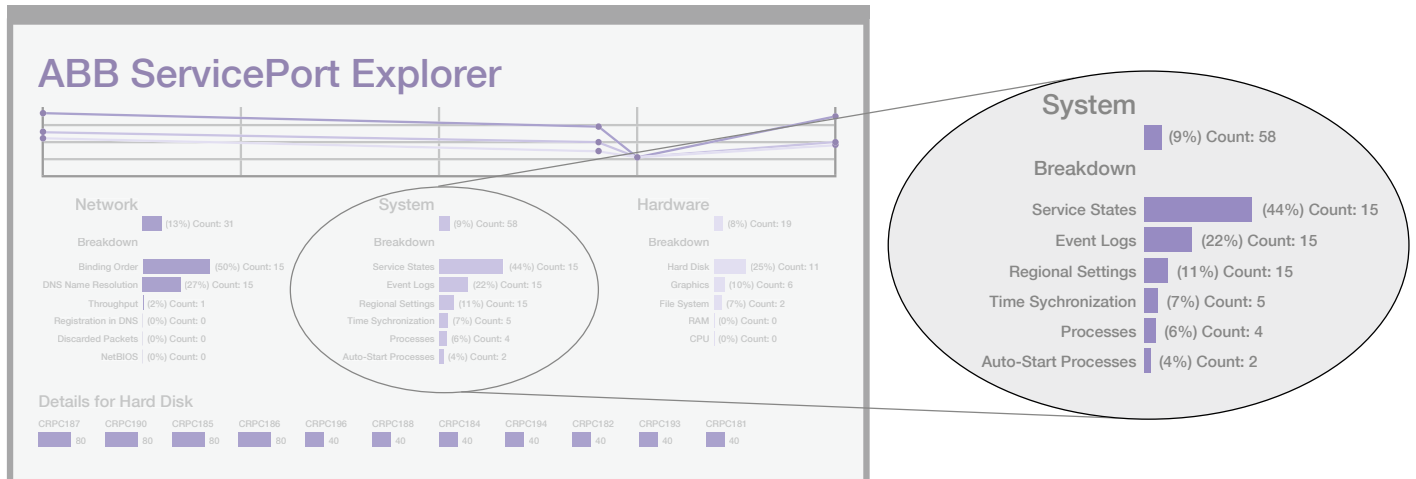 ABB ServicePort Explorer
Network
(13%) Count: 31
Breakdown
Binding Order (50%) Count: 15
DNS Name Resolution (27%) Count: 15
Throughput (2%) Count: 1
Registration in DNS (0%) Count: 0
Discarded Packets (0%) Count: 0
NetBIOS (0%) Count: 0
System
(9%) Count: 58
Breakdown
Service States (44%) Count: 15
Event Logs (22%) Count: 15
Regional Settings (11%) Count: 15
Time Sychronization (7%) Count: 5
Processes (6%) Count: 4
Auto-Start Processes (4%) Count: 2
Hardware
(8%) Count: 19
Breakdown
Hard Disk (25%) Count: 11
Graphics (10%) Count: 6
File System (7%) Count: 2
RAM (0%) Count: 0
CPU (0%) Count: 0
Details for Hard Disk
CRPC187 CRPC190 CRPC185 CRPC186 CRPC196 CRPC188 CRPC184 CRPC194 CRPC182 CRPC193 CRPC181
80 80 80 80 40 40 40 40 40 40 40
System
(9%) Count: 58
Breakdown
Service States (44%) Count: 15
Event Logs (22%) Count: 15
Regional Settings (11%) Count: 15
Time Sychronization (7%) Count: 5
Processes (6%) Count: 4
Auto-Start Processes (4%) Count: 2